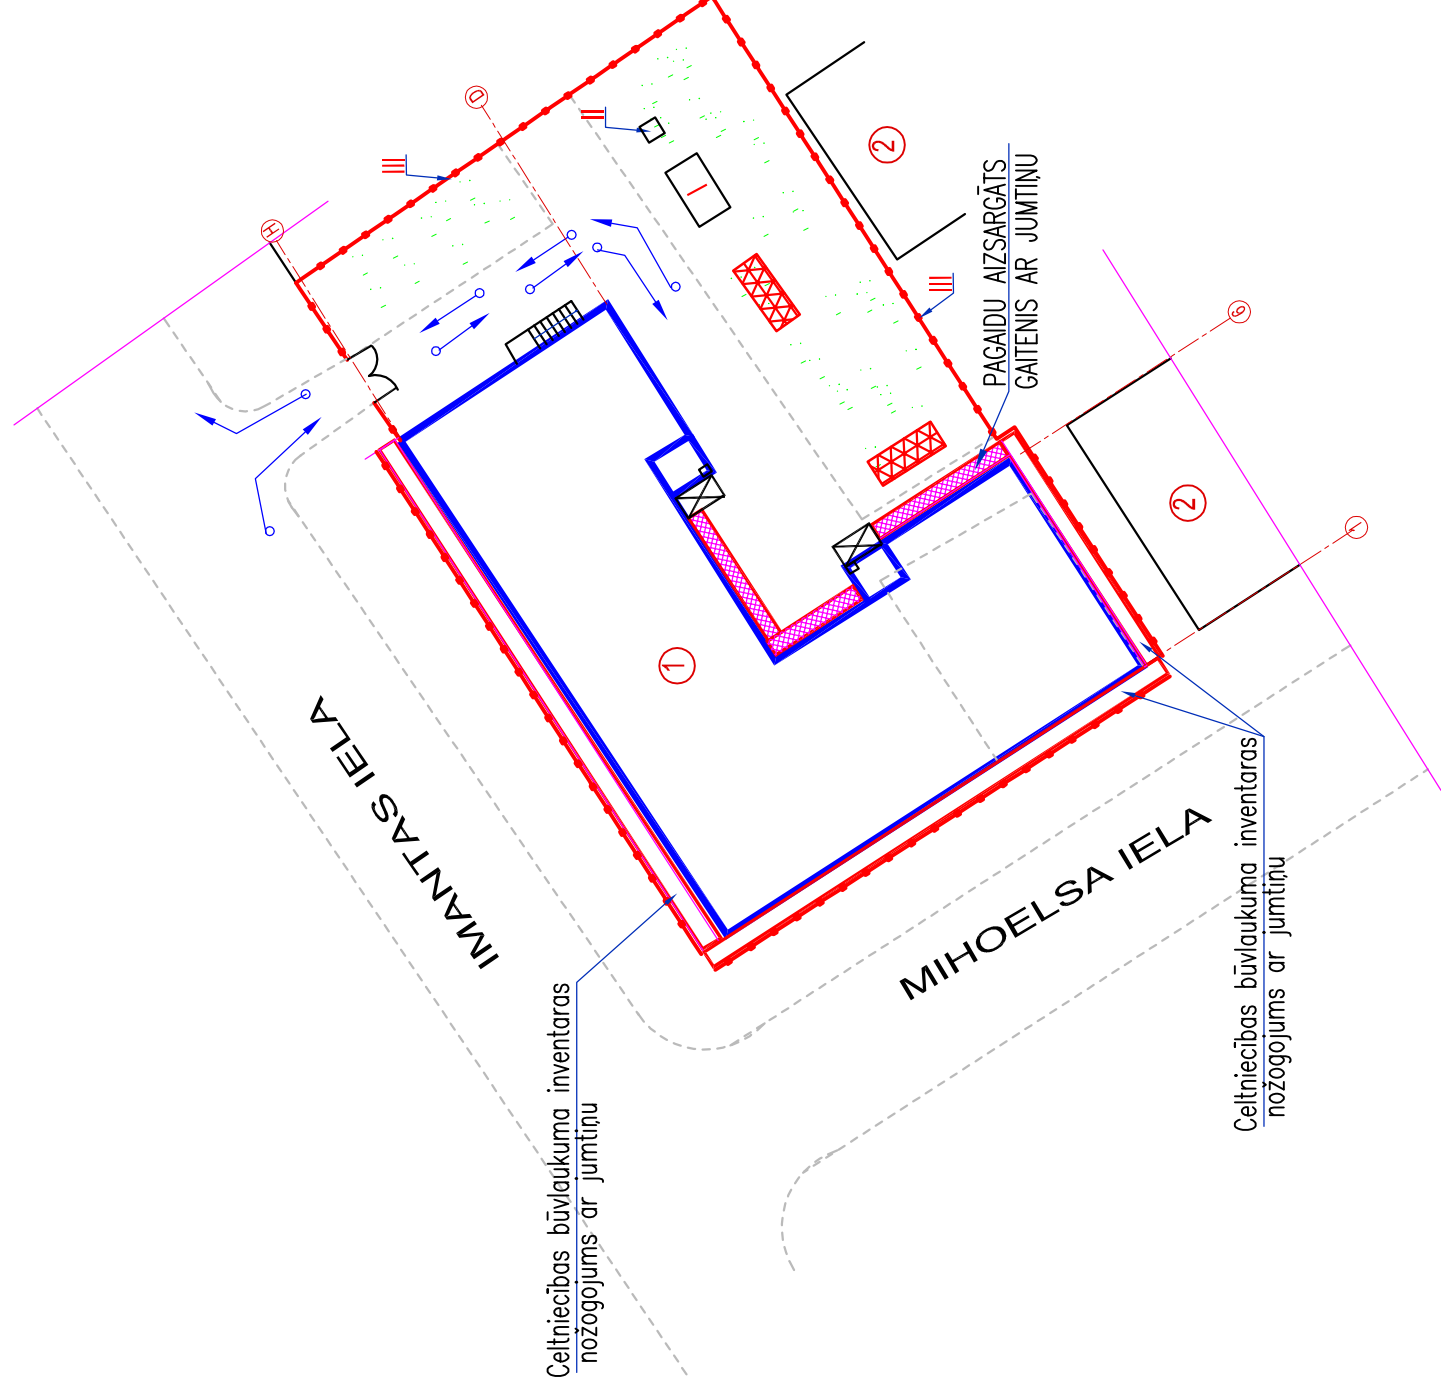 H
D
III
II
I
2
PAGAIDU AIZSARGĀTS
GAITENIS AR JUMTIŅU
III
9
2
1
1
IMANTAS IELA
MIHOELSA IELA
Celtniecības būvlaukuma inventaras
nožogojums ar jumtiņu
Celtniecības būvlaukuma inventaras
nožogojums ar jumtiņu